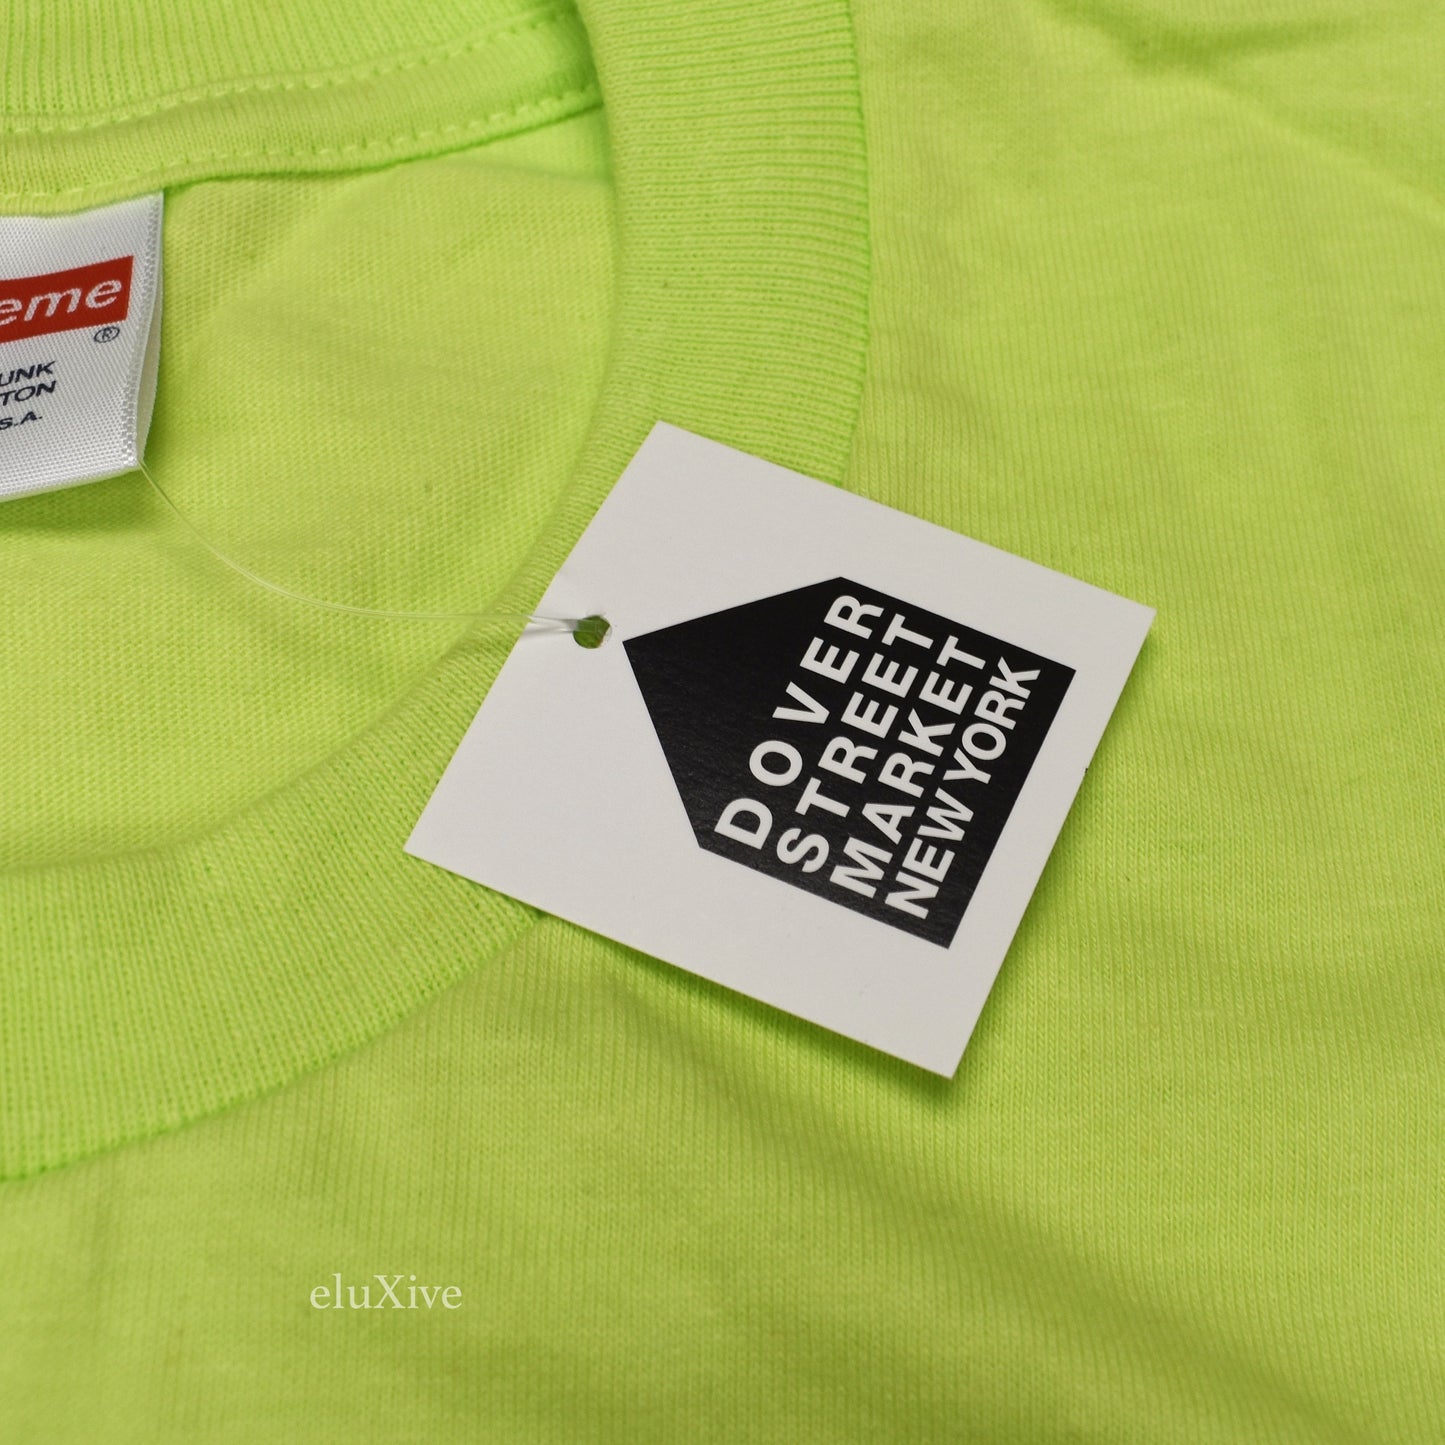 eme
®
UNK
TON
S.A.
DOVER
STREET
MARKET
NEW YORK
eluXive